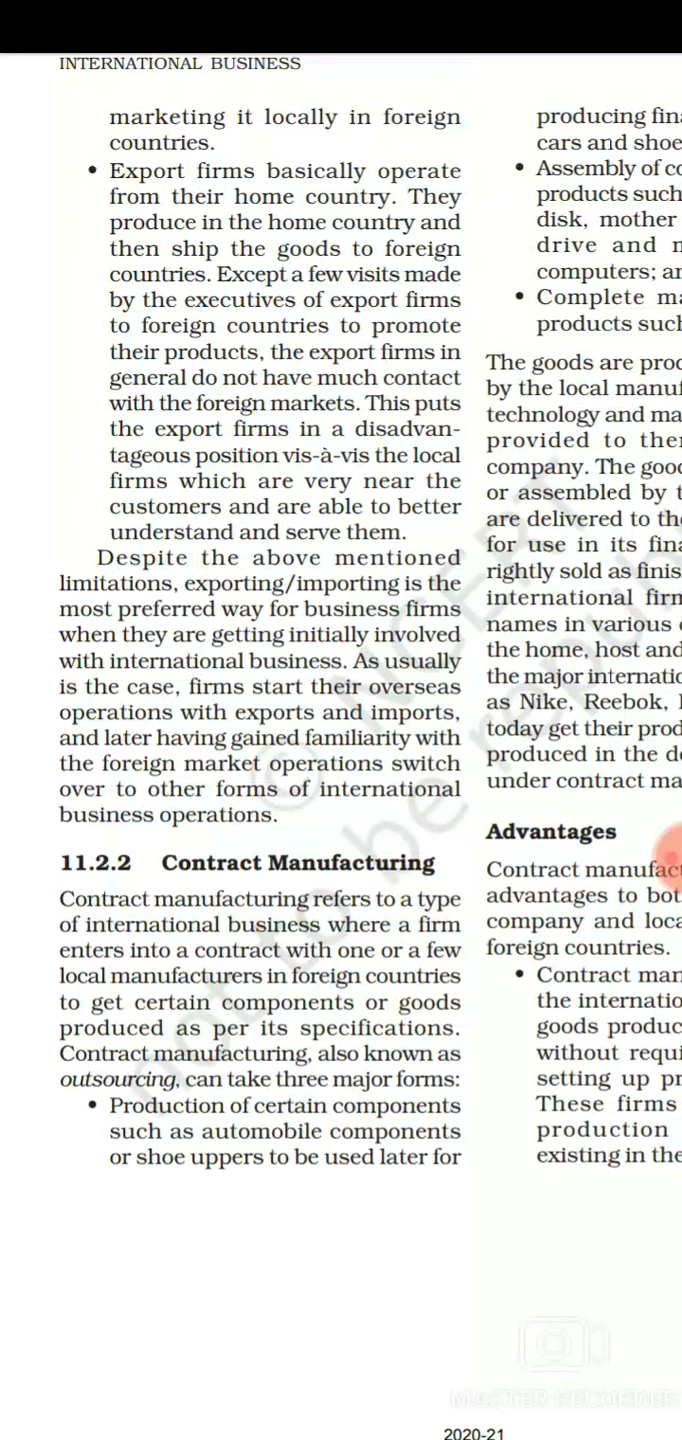 INTERNATIONAL BUSINESS
marketing it locally in foreign
countries.
• Export firms basically operate
from their home country. They
produce in the home country and
then ship the goods to foreign
countries. Except a few visits made
by the executives of export firms
to foreign countries to promote
their products, the export firms in
general do not have much contact
with the foreign markets. This puts
the export firms in a disadvan-
tageous position vis-à-vis the local
firms which are very near the
customers and are able to better
understand and serve them.
Despite the above mentioned
limitations, exporting/importing is the
most preferred way for business firms
when they are getting initially involved
with international business. As usually
is the case, firms start their overseas
operations with exports and imports,
and later having gained familiarity with
the foreign market operations switch
over to other forms of international
business operations.
11.2.2 Contract Manufacturing
Contract manufacturing refers to a type
of international business where a firm
enters into a contract with one or a few
local manufacturers in foreign countries
to get certain components or goods
produced as per its specifications.
Contract manufacturing, also known as
outsourcing, can take three major forms:
• Production of certain components
such as automobile components
or shoe uppers to be used later for
producing
cars and
• Assembly of
products such
disk, mother
drive and
computers;
• Complete
products such
The goods are
by the local
technology and
provided to
company. The
or assembled by
are delivered to
for use in its
rightly sold as
international
names in various
the home, host and
the major
as Nike, Reebok,
today get their
produced in the
under contract
Advantages
Contract
advantages to
company and
foreign countries.
• Contract
the
goods
without
setting up
These firms
production
existing in
© NCERT
not to be
MASTER RECORDER
2020-21